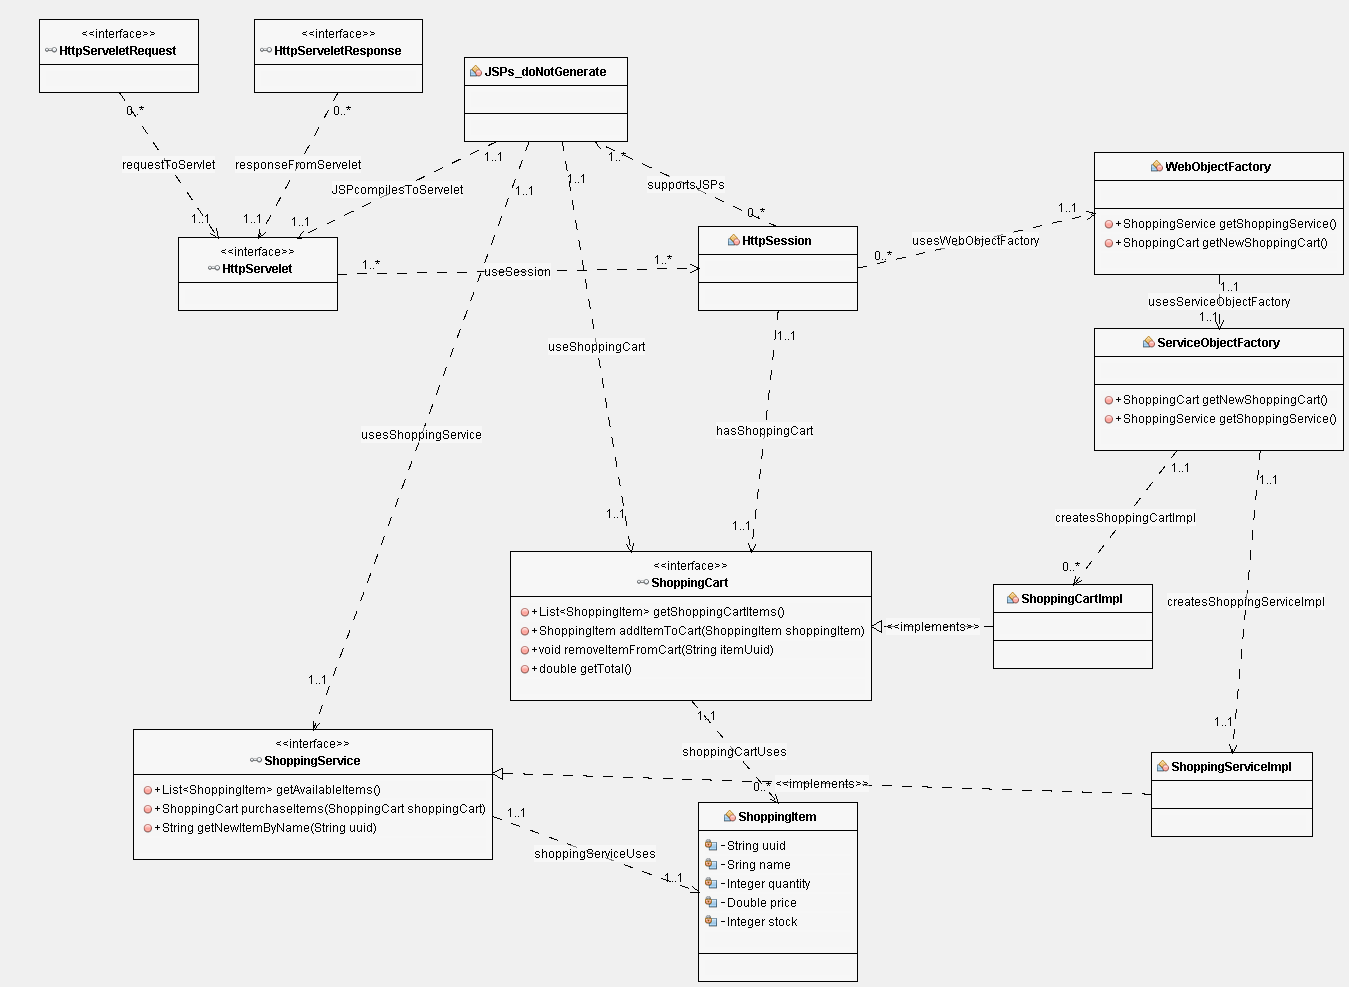 <<interface>>
HttpServeletRequest
<<interface>>
HttpServeletResponse
JSPs_doNotGenerate
0..*
0..*
requestToServlet
responseFromServelet
1..1
1..1
JSPcompilesToServelet
1..1
1..1
1..1
1..1
1..*
supportsJSPs
0..*
WebObjectFactory
+ShoppingService getShoppingService()
+ShoppingCart getNewShoppingCart()
<<interface>>
HttpServelet
HttpSession
1..*
useSession
1..*
0..*
usesWebObjectFactory
1..1
1..1
usesServiceObjectFactory
1..1
ServiceObjectFactory
+ShoppingCart getNewShoppingCart()
+ShoppingService getShoppingService()
useShoppingCart
1..1
hasShoppingCart
usesShoppingService
1..1
1..1
1..1
createsShoppingCartImpl
0..*
1..1
createsShoppingServiceImpl
1..1
<<interface>>
ShoppingCart
+List<ShoppingItem> getShoppingCartItems()
+ShoppingItem addItemToCart(ShoppingItem shoppingItem)
+void removeItemFromCart(String itemUuid)
+double getTotal()
<<implements>>
ShoppingCartImpl
1..1
1..1
shoppingCartUses
0..*
<<implements>>
ShoppingServiceImpl
<<interface>>
ShoppingService
+List<ShoppingItem> getAvailableItems()
+ShoppingCart purchaseItems(ShoppingCart shoppingCart)
+String getNewItemByName(String uuid)
1..1
shoppingServiceUses
1..1
ShoppingItem
-String uuid
-Sring name
-Integer quantity
-Double price
-Integer stock